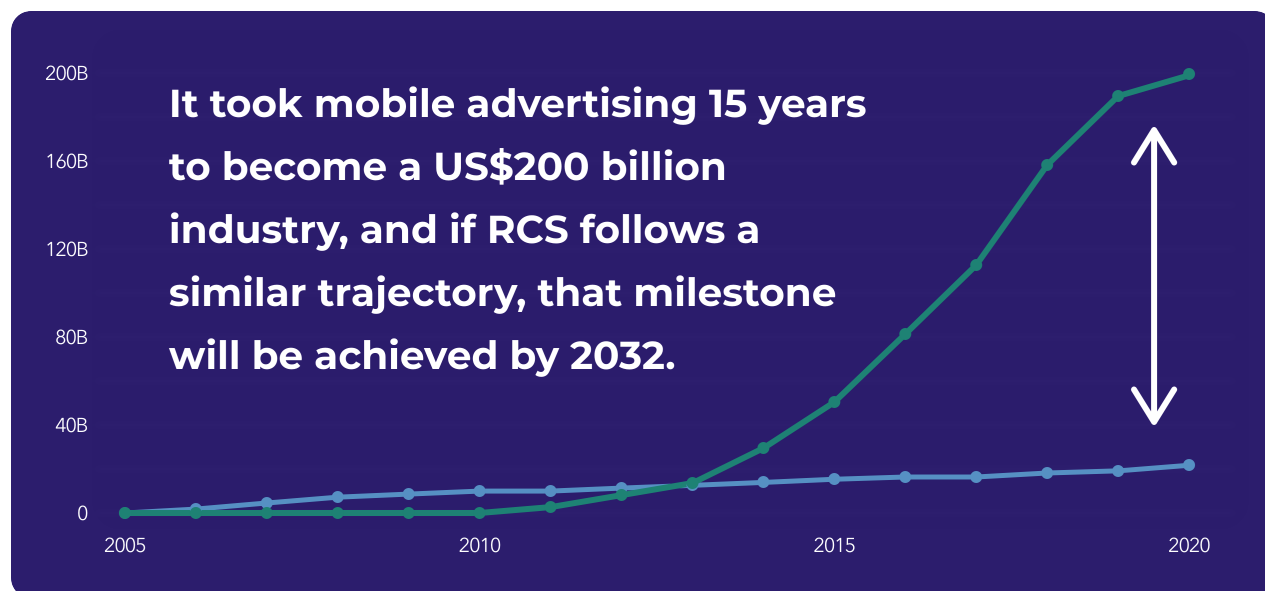 200B
It took mobile advertising 15 years
160B
to become a US$200 billion
industry, and if RCS follows a
120B
similar trajectory, that milestone
80B
will be achieved by 2032.
40B
0
2005 2010 2015 2020